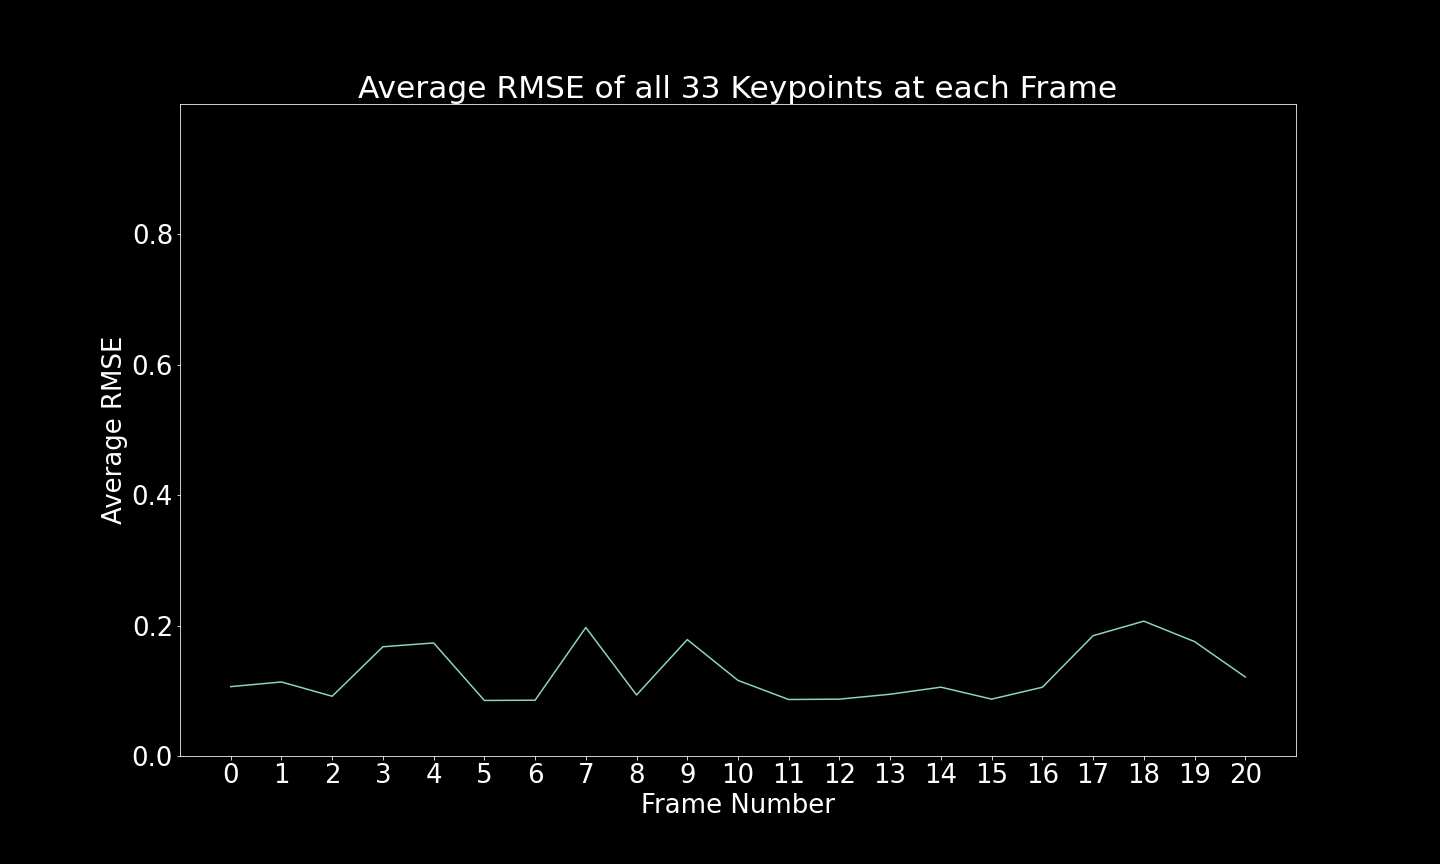 Average RMSE of all 33 Keypoints at each Frame
0.8
0.6
0.4
0.2
0.0
Average RMSE
0 1 2 3 4 5 6 7 8 9 10 11 12 13 14 15 16 17 18 19 20
Frame Number